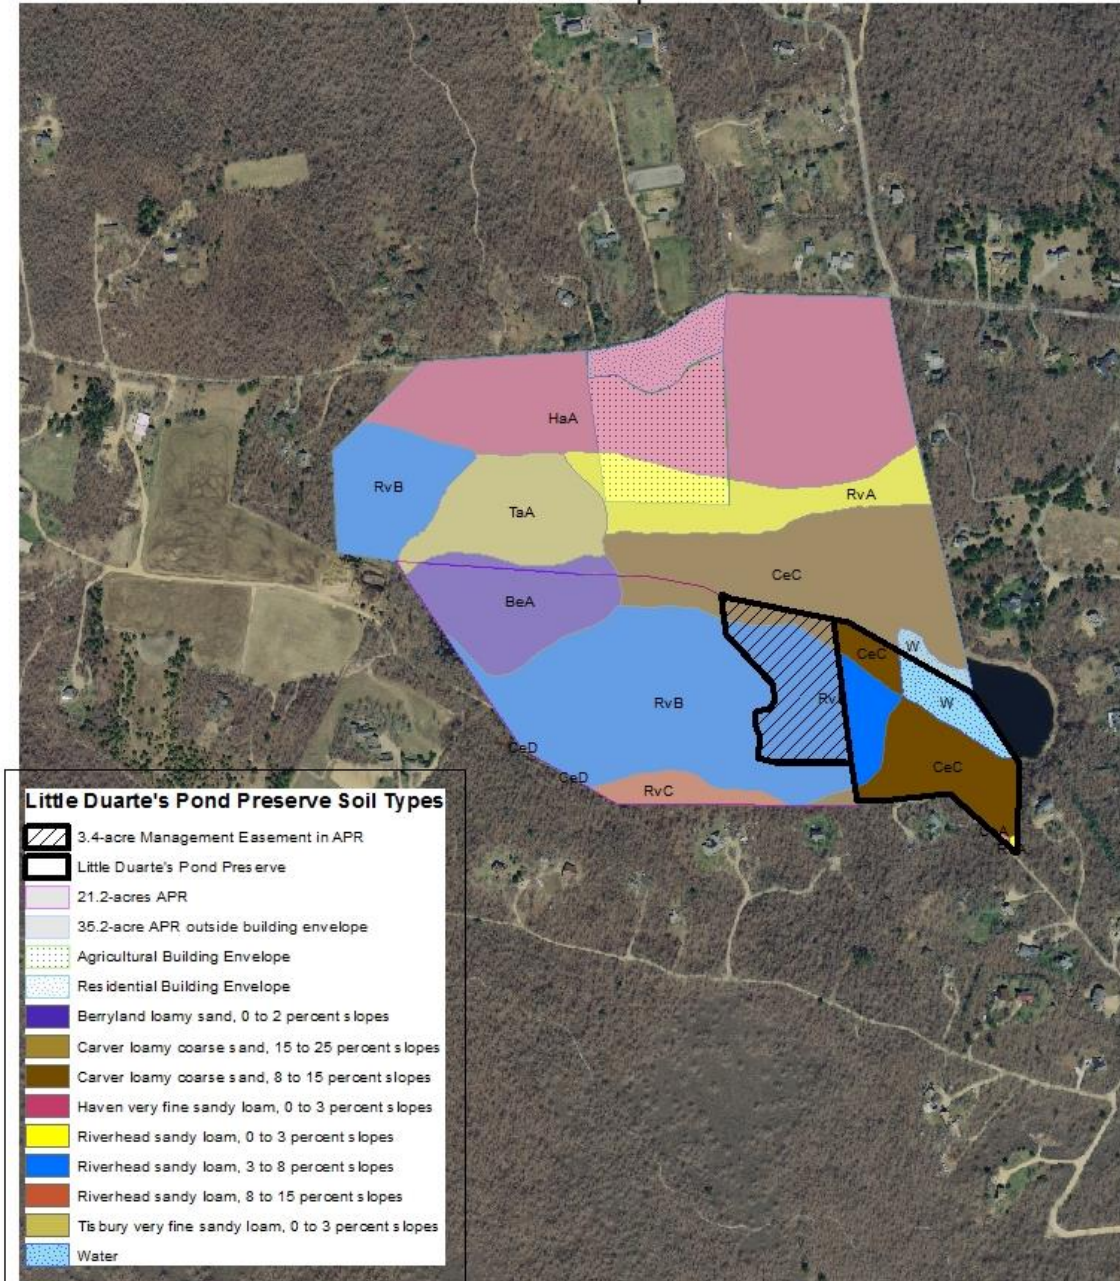 HaA
RvB
TaA
RvA
CeC
BeA
CeC
W
RvB
W
CeD
CeC
CeD
RvC
Little Duarte's Pond Preserve Soil Types
3.4-acre Management Easement in APR
Little Duarte's Pond Preserve
21.2-acres APR
35.2-acre APR outside building envelope
Agricultural Building Envelope
Residential Building Envelope
Berryland loamy sand, 0 to 2 percent slopes
Carver loamy coarse sand, 15 to 25 percent slopes
Carver loamy coarse sand, 8 to 15 percent slopes
Haven very fine sandy loam, 0 to 3 percent slopes
Riverhead sandy loam, 0 to 3 percent slopes
Riverhead sandy loam, 3 to 8 percent slopes
Riverhead sandy loam, 8 to 15 percent slopes
Tisbury very fine sandy loam, 0 to 3 percent slopes
Water